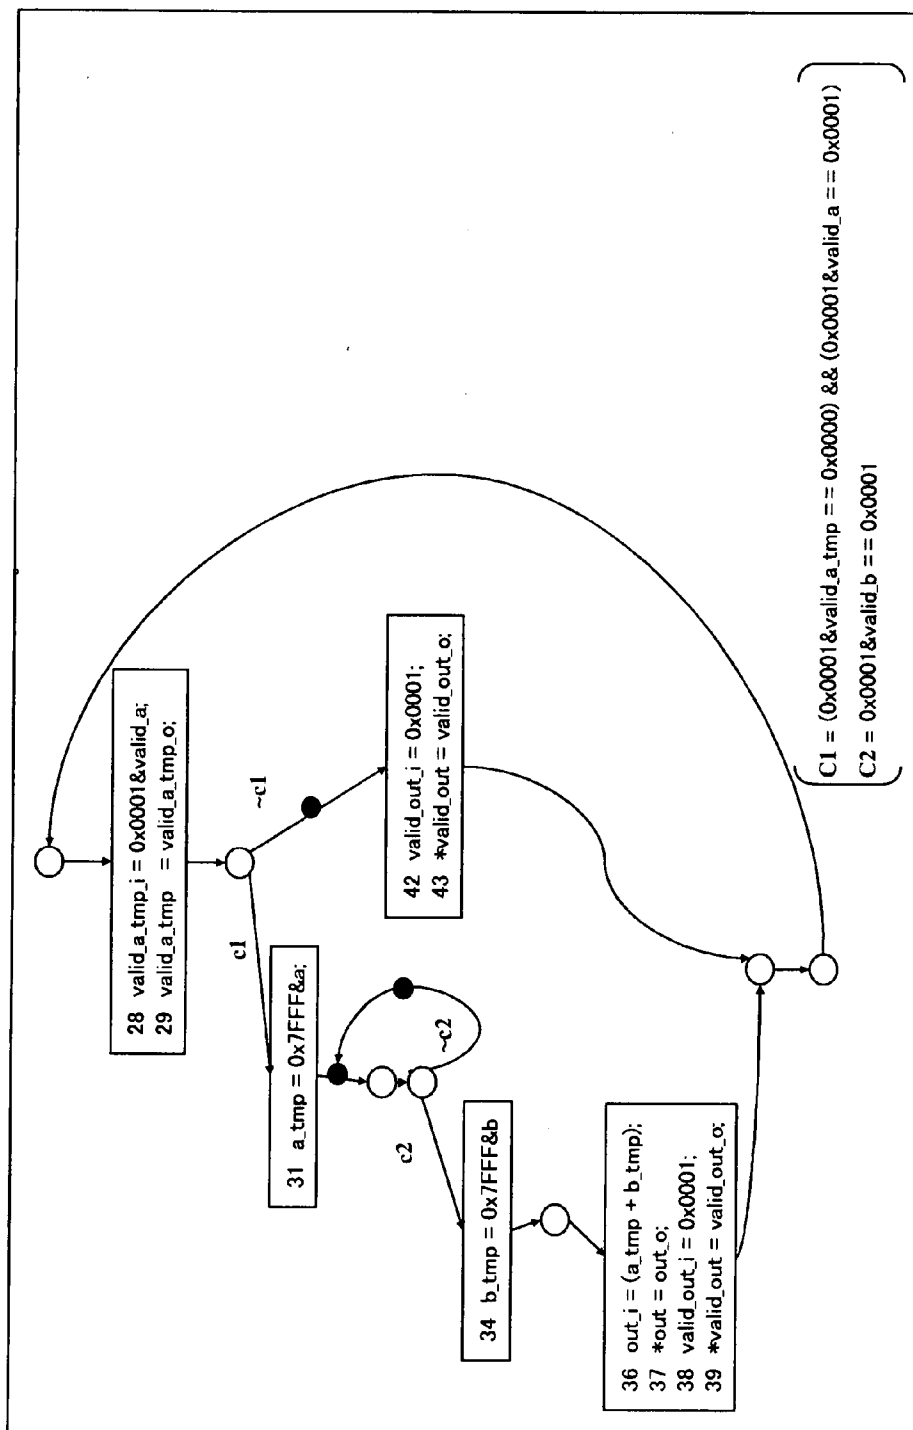 28 valid_a_tmp_i = 0x0001&valid_a;
29 valid_a_tmp = valid_a_tmp_o;
c1
~c1
31 a_tmp = 0x7FFF&a;
42 valid_out_i = 0x0001;
43 *valid_out = valid_out_o;
c2
~c2
34 b_tmp = 0x7FFF&b
36 out_i = (a_tmp + b_tmp);
37 *out = out_o;
38 valid_out_i = 0x0001;
39 *valid_out = valid_out_o;
C1 = (0x0001&valid_a_tmp == 0x0000) && (0x0001&valid_a == 0x0001)
C2 = 0x0001&valid_b == 0x0001